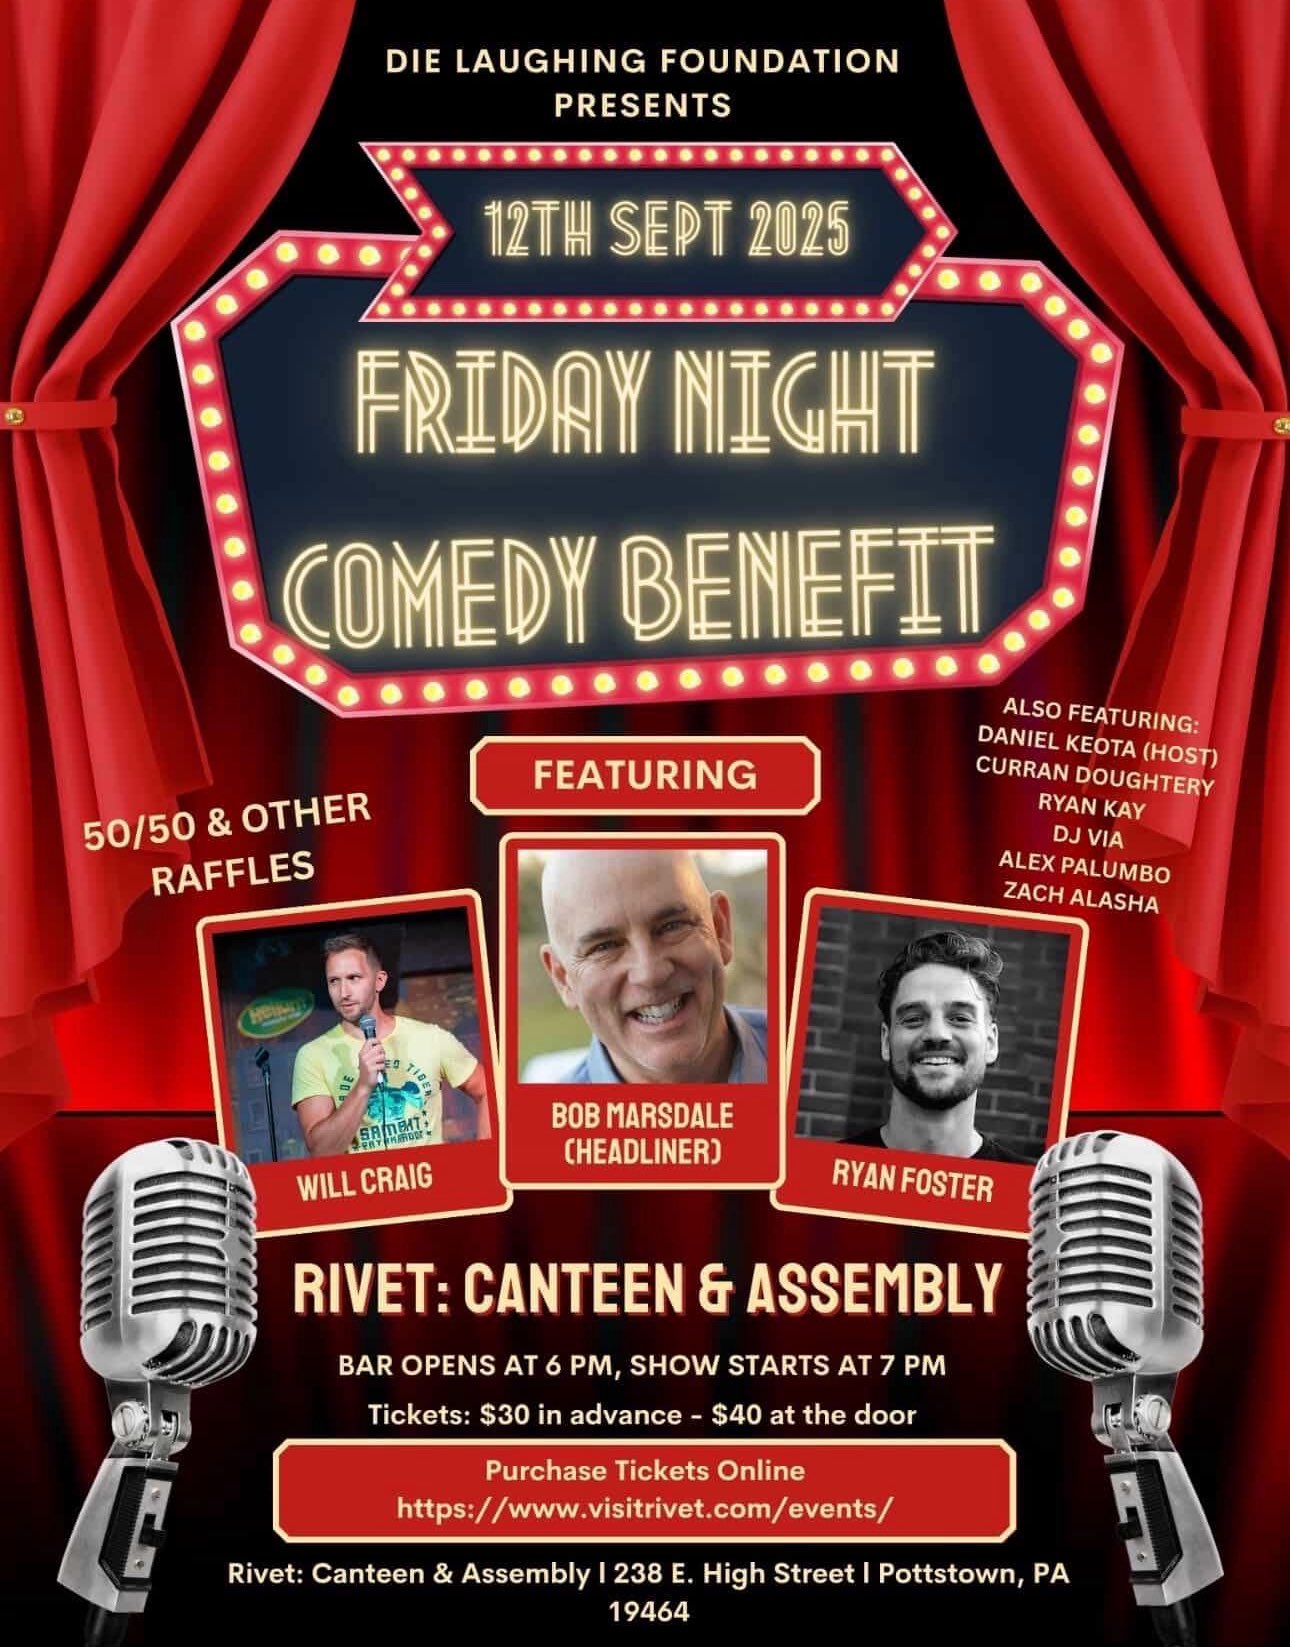 DIE LAUGHING FOUNDATION
PRESENTS
12TH SEPT 2025
FRIDAY NIGHT
COMEDY BENEFIT
ALSO FEATURING:
DANIEL KEOTA (HOST)
CURRAN DOUGHTERY
RYAN KAY
DJ VIA
ALEX PALUMBO
ZACH ALASHA
FEATURING
50/50 & OTHER
RAFFLES
WILL CRAIG
BOB MARSDALE
(HEADLINER)
RYAN FOSTER
RIVET: CANTEEN & ASSEMBLY
BAR OPENS AT 6 PM, SHOW STARTS AT 7 PM
Tickets: $30 in advance - $40 at the door
Purchase Tickets Online
https://www.visitrivet.com/events/
Rivet: Canteen & Assembly | 238 E. High Street | Pottstown, PA
19464